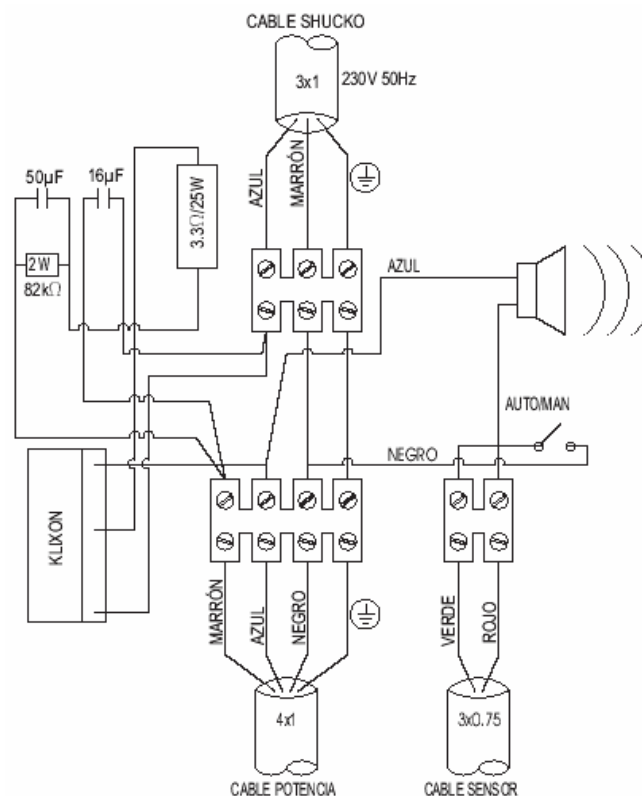 CABLE SHUCKO
3x1
230V 50Hz
50µF
16µF
3.3Ω/25W
AZUL
MARRÓN
2W
82kΩ
AZUL
AUTO/MAN
NEGRO
KLIXON
MARRÓN
AZUL
NEGRO
VERDE
ROJO
4x1
3x0.75
CABLE POTENCIA
CABLE SENSOR